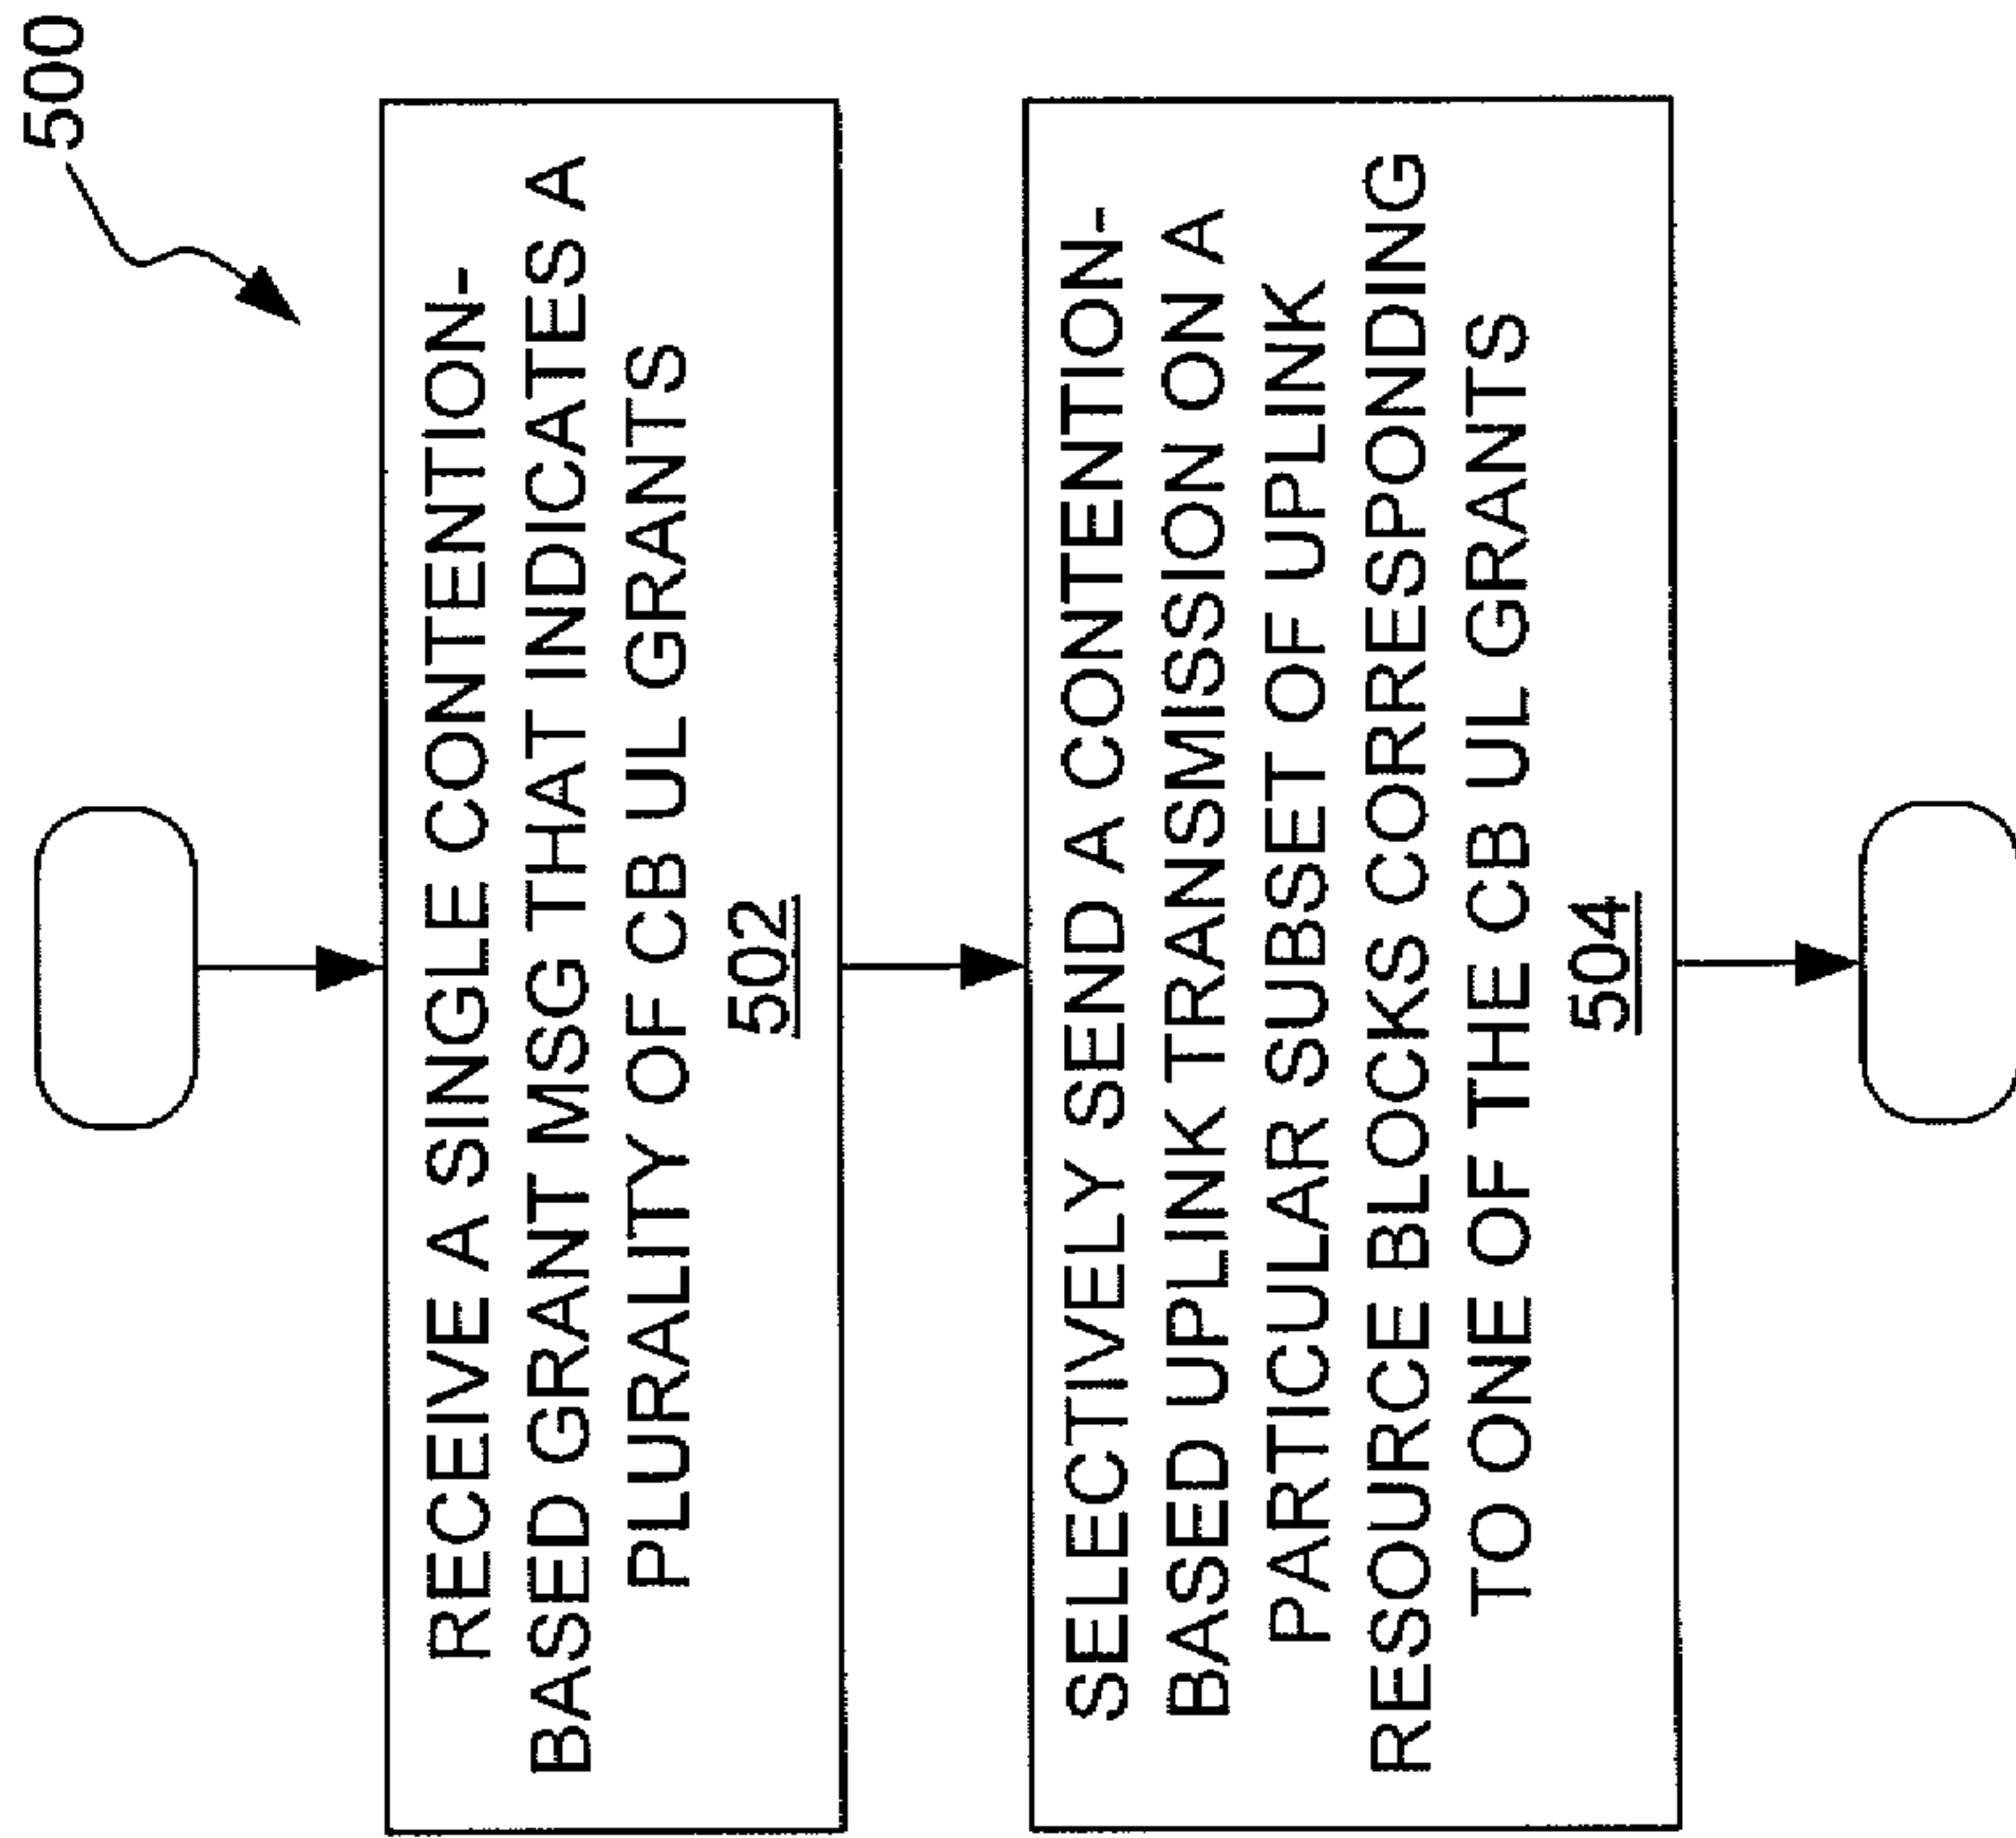 500
RECEIVE A SINGLE CONTENTION-
BASED GRANT MSG THAT INDICATES A
PLURALITY OF CB UL GRANTS
502
SELECTIVELY SEND A CONTENTION-
BASED UPLINK TRANSMISSION ON A
PARTICULAR SUBSET OF UPLINK
RESOURCE BLOCKS CORRESPONDING
TO ONE OF THE CB UL GRANTS
504